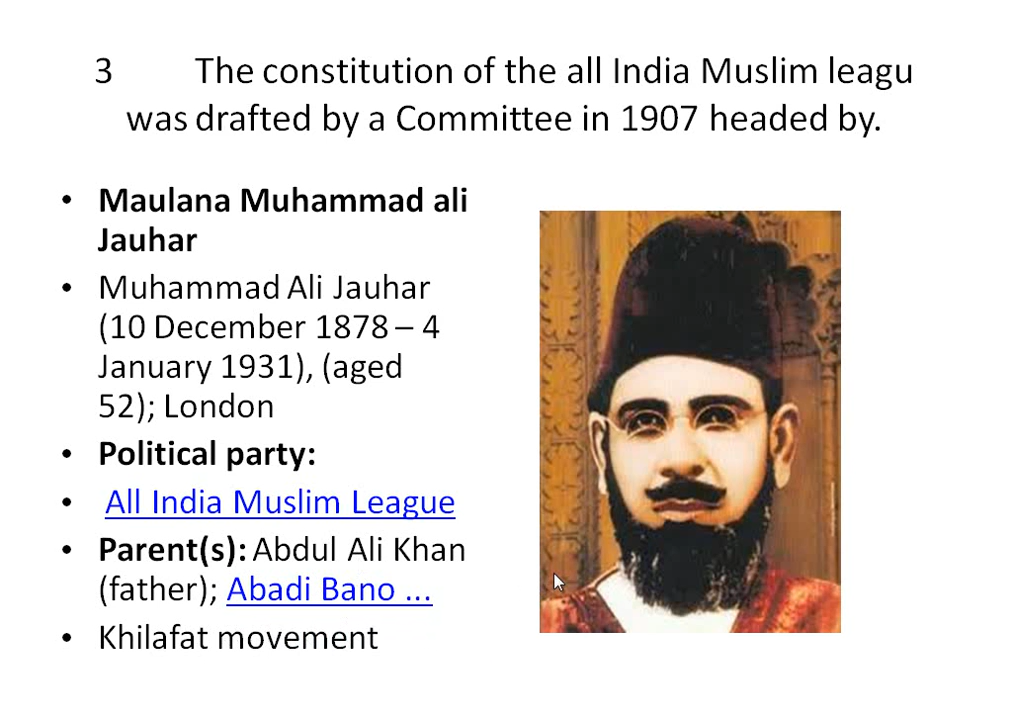 3 The constitution of the all India Muslim leagu
was drafted by a Committee in 1907 headed by.
• Maulana Muhammad ali
Jauhar
• Muhammad Ali Jauhar
(10 December 1878 – 4
January 1931), (aged
52); London
• Political party:
• All India Muslim League
• Parent(s): Abdul Ali Khan
(father); Abadi Bano ...
• Khilafat movement